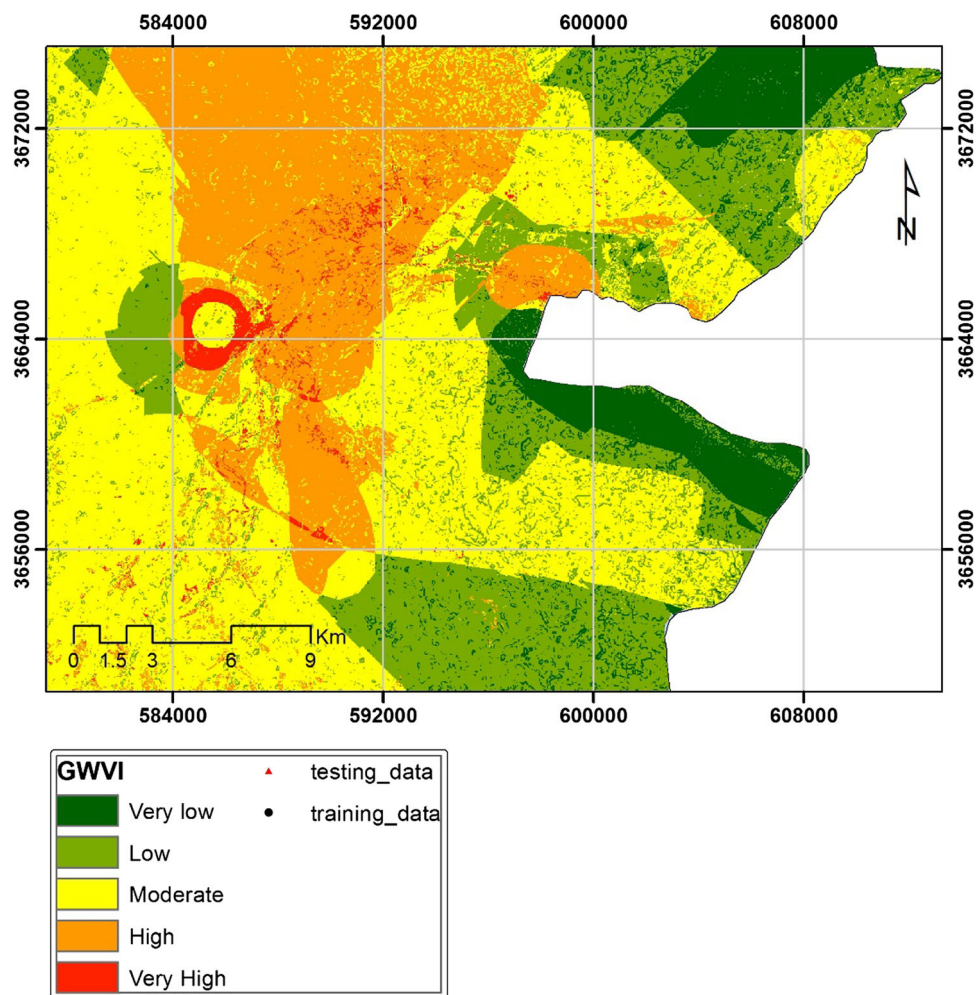 584000 592000 600000 608000
3672000 3672000
N
3664000 3664000
3656000 3656000
Km
0 1.5 3 6 9
584000 592000 600000 608000
GWVI testing_data
Very low training_data
Low
Moderate
High
Very High